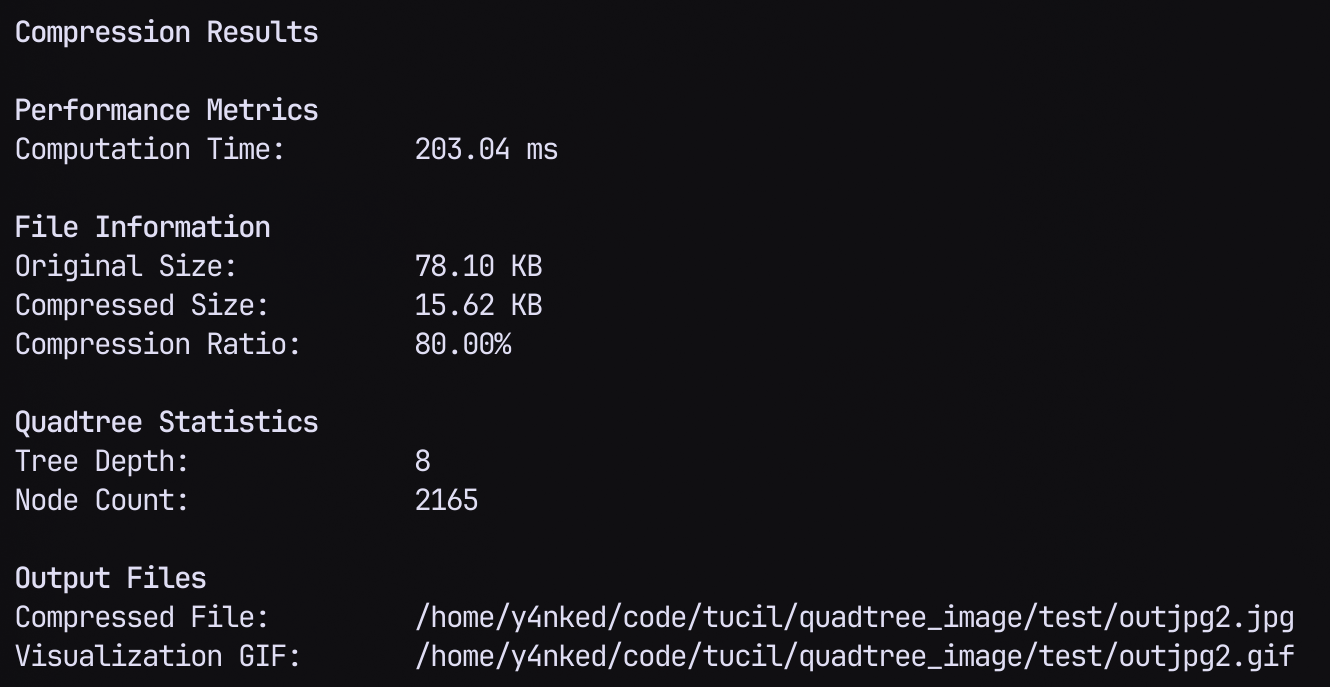 Compression Results
Performance Metrics
Computation Time: 203.04 ms
File Information
Original Size: 78.10 KB
Compressed Size: 15.62 KB
Compression Ratio: 80.00%
Quadtree Statistics
Tree Depth: 8
Node Count: 2165
Output Files
Compressed File: /home/y4nked/code/tucil/quadtree_image/test/outjpg2.jpg
Visualization GIF: /home/y4nked/code/tucil/quadtree_image/test/outjpg2.gif